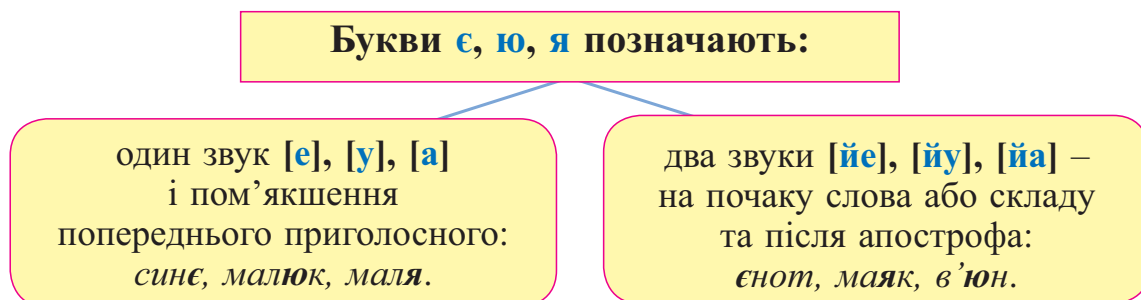 Букви є, ю, я позначають:
один звук [е], [у], [а]
і пом’якшення
попереднього приголосного:
синє, малюк, маля.
два звуки [йе], [йу], [йа] –
на почаку слова або складу
та після апострофа:
єнот, маяк, в’юн.